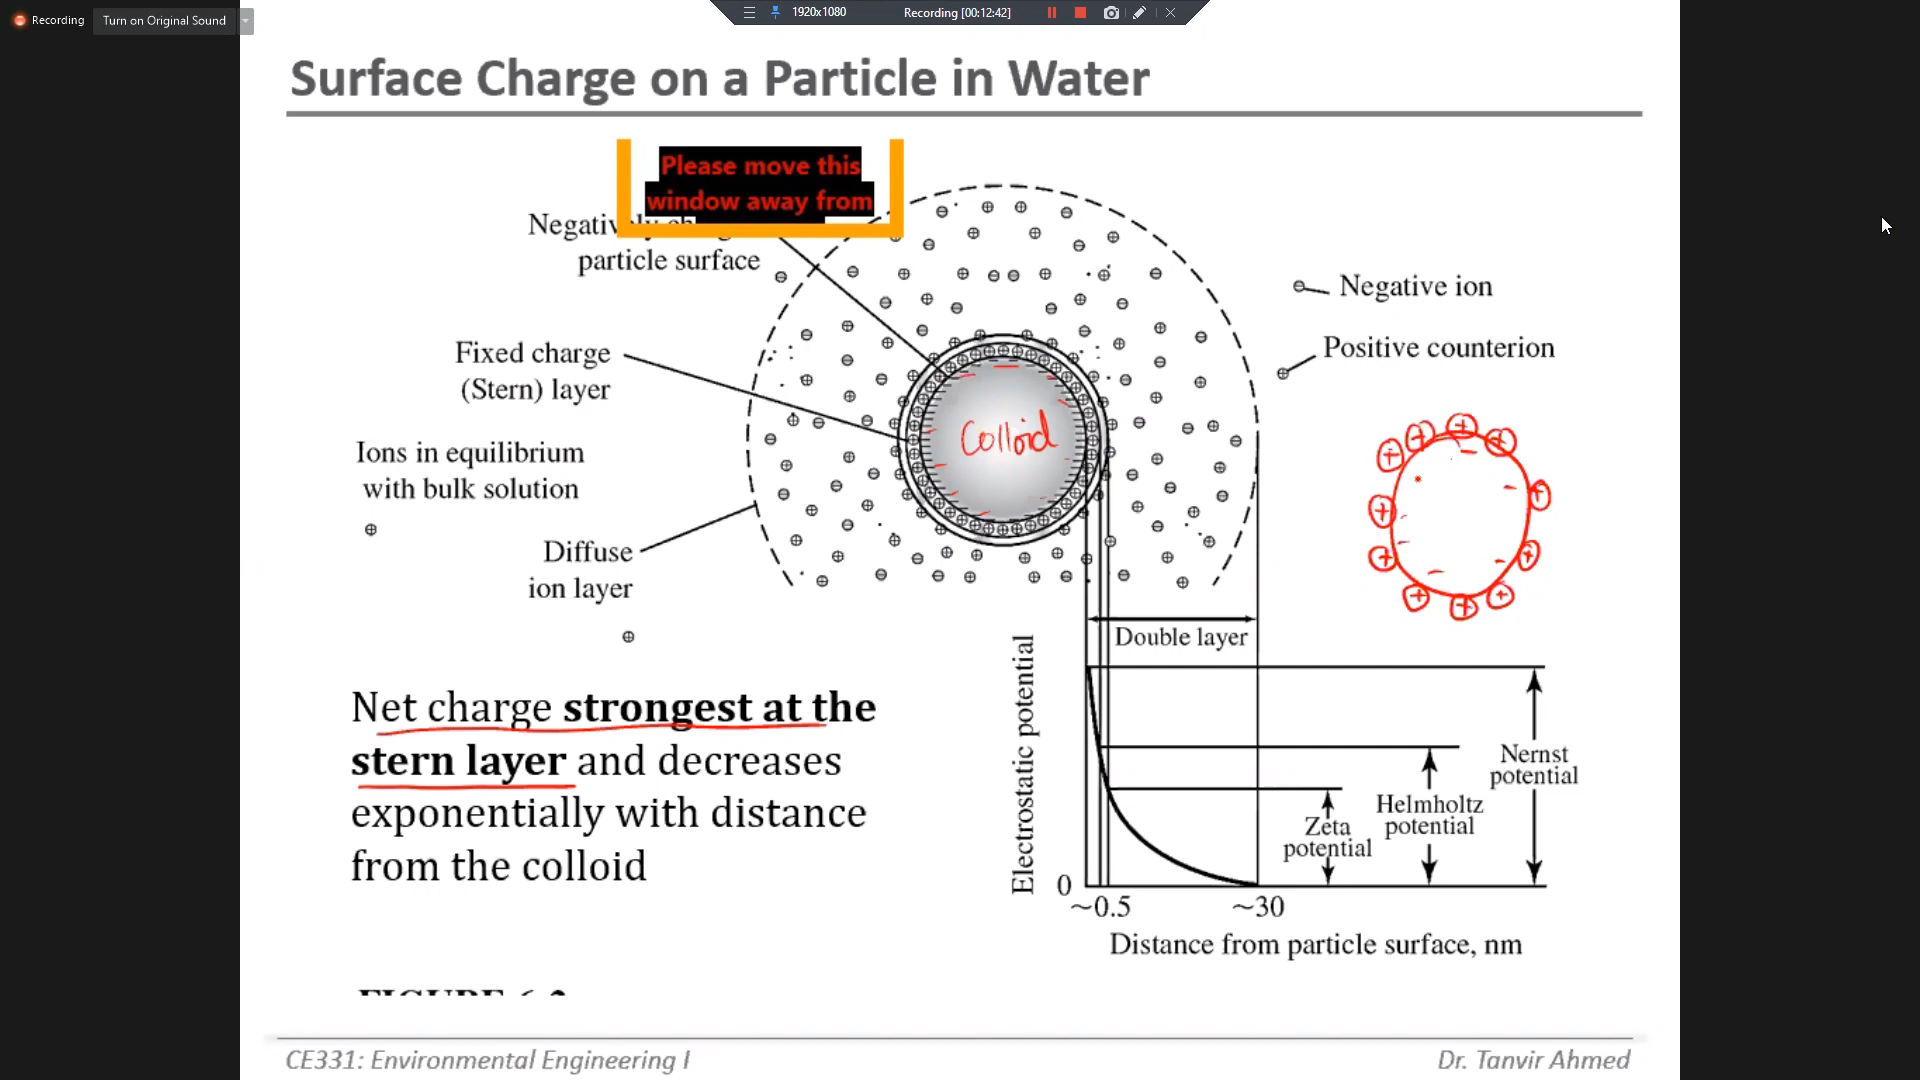 Recording
Turn on Original Sound
1920x1080
Recording [00:12:42]
Surface Charge on a Particle in Water
Please move this
window away from
particle surface
Negative ion
Positive counterion
Fixed charge
(Stern) layer
Colloid
Ions in equilibrium
with bulk solution
Diffuse
ion layer
Double layer
Electrostatic potential
Nernst
potential
Helmholtz
potential
Zeta
potential
0
~0.5
~30
Distance from particle surface, nm
Net charge strongest at the
stern layer and decreases
exponentially with distance
from the colloid
CE331: Environmental Engineering I
Dr. Tanvir Ahmed